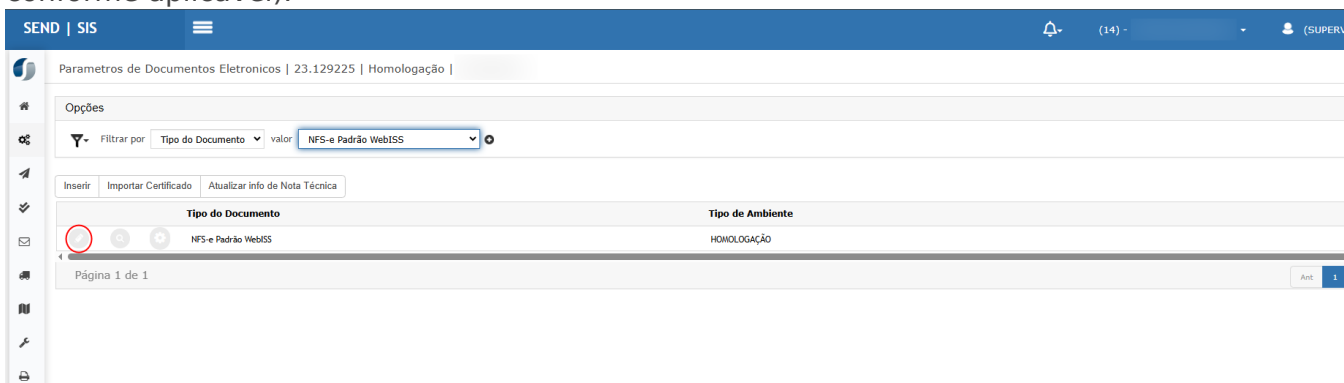 conforme aplicável).
SEND | SIS (14) - (SUPERV
Parametros de Documentos Eletronicos | 23.129225 | Homologação |
Opções
Filtrar por Tipo do Documento valor NFS-e Padrão WebISS
Inserir Importar Certificado Atualizar info de Nota Técnica
Tipo do Documento Tipo de Ambiente
NFS-e Padrão WebISS HOMOLOGAÇÃO
Página 1 de 1 Ant 1